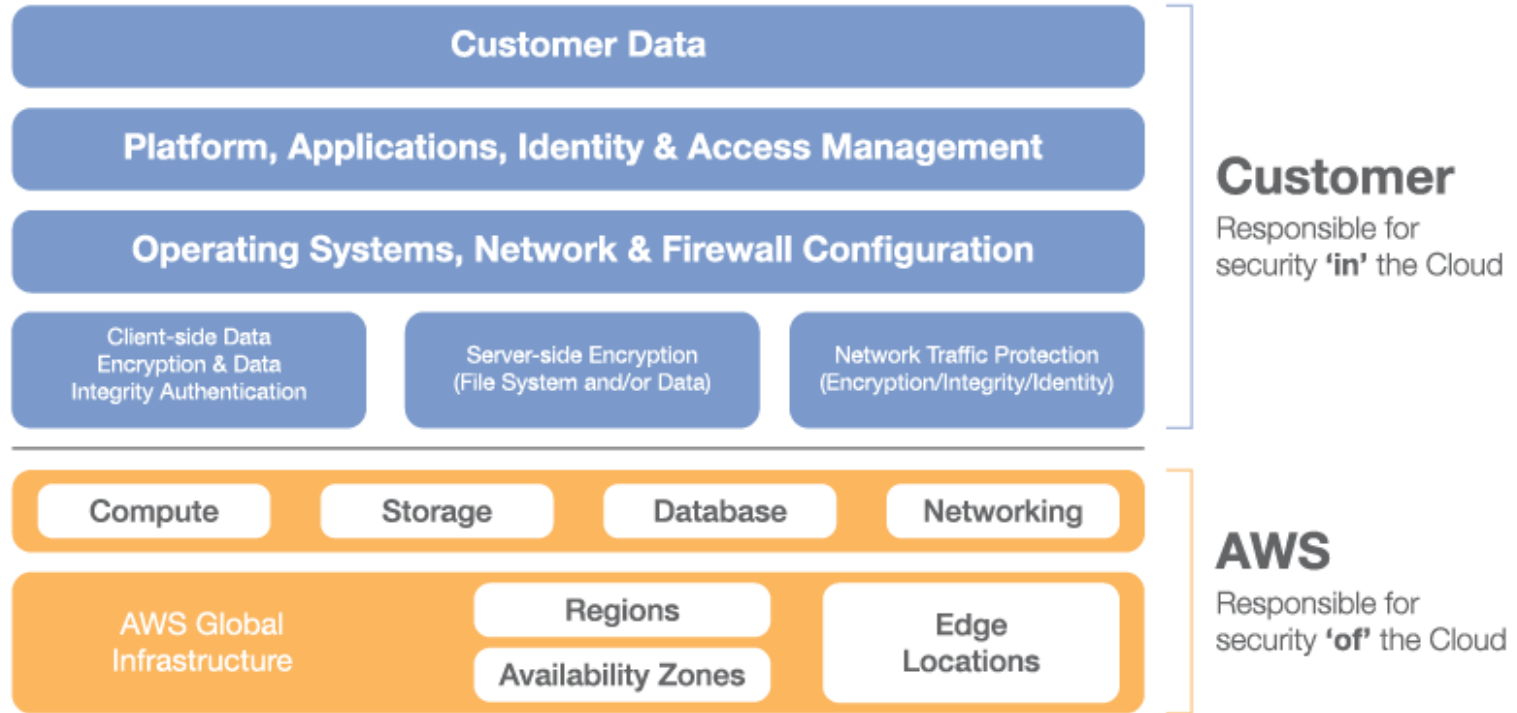 Customer Data
Platform, Applications, Identity & Access Management
Operating Systems, Network & Firewall Configuration
Client-side Data
Encryption & Data
Integrity Authentication
Server-side Encryption
(File System and/or Data)
Network Traffic Protection
(Encryption/Integrity/Identity)
Customer
Responsible for
security ‘in’ the Cloud
Compute
Storage
Database
Networking
AWS Global
Infrastructure
Regions
Availability Zones
Edge
Locations
AWS
Responsible for
security ‘of’ the Cloud